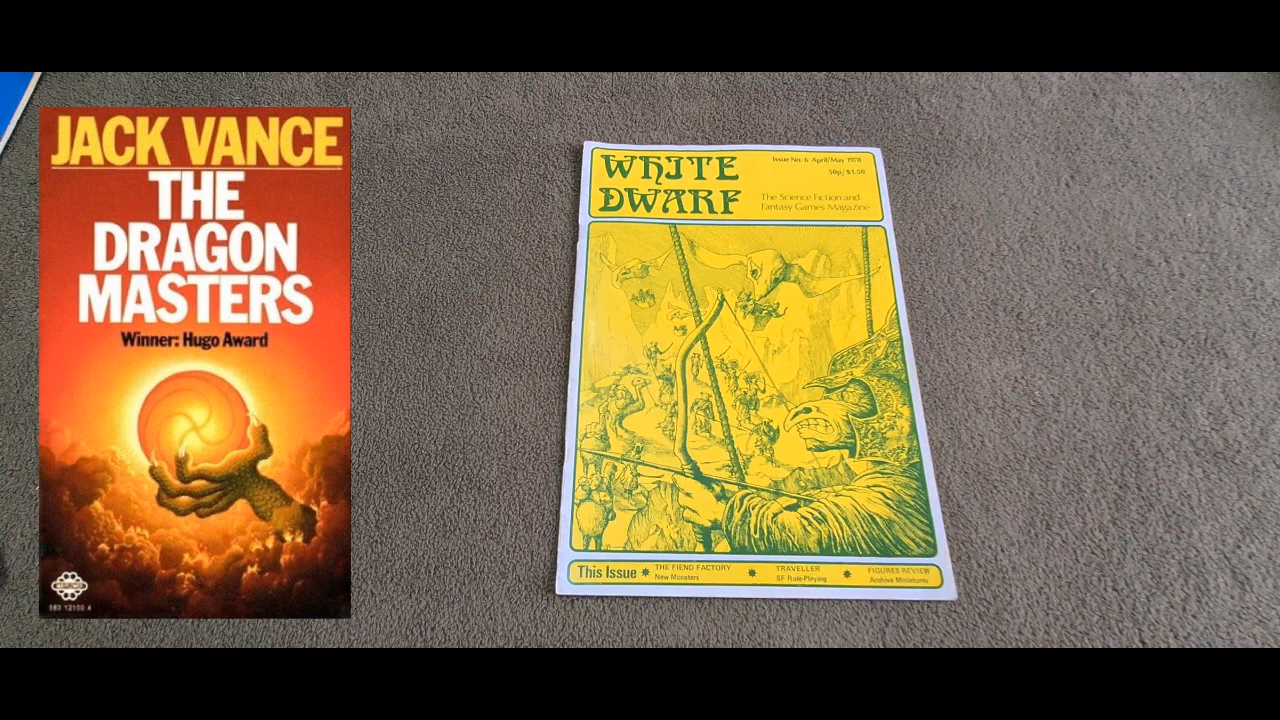 JACK VANCE
THE
DRAGON
MASTERS
Winner: Hugo Award
583 12100 4
WHITE
DWARF
Issue No. 6 April/May 1978
50p/$1.50
The Science Fiction and
Fantasy Games Magazine
This Issue
THE FIEND FACTORY
New Monsters
TRAVELLER
SF Role-Playing
FIGURES REVIEW
Archive Miniatures